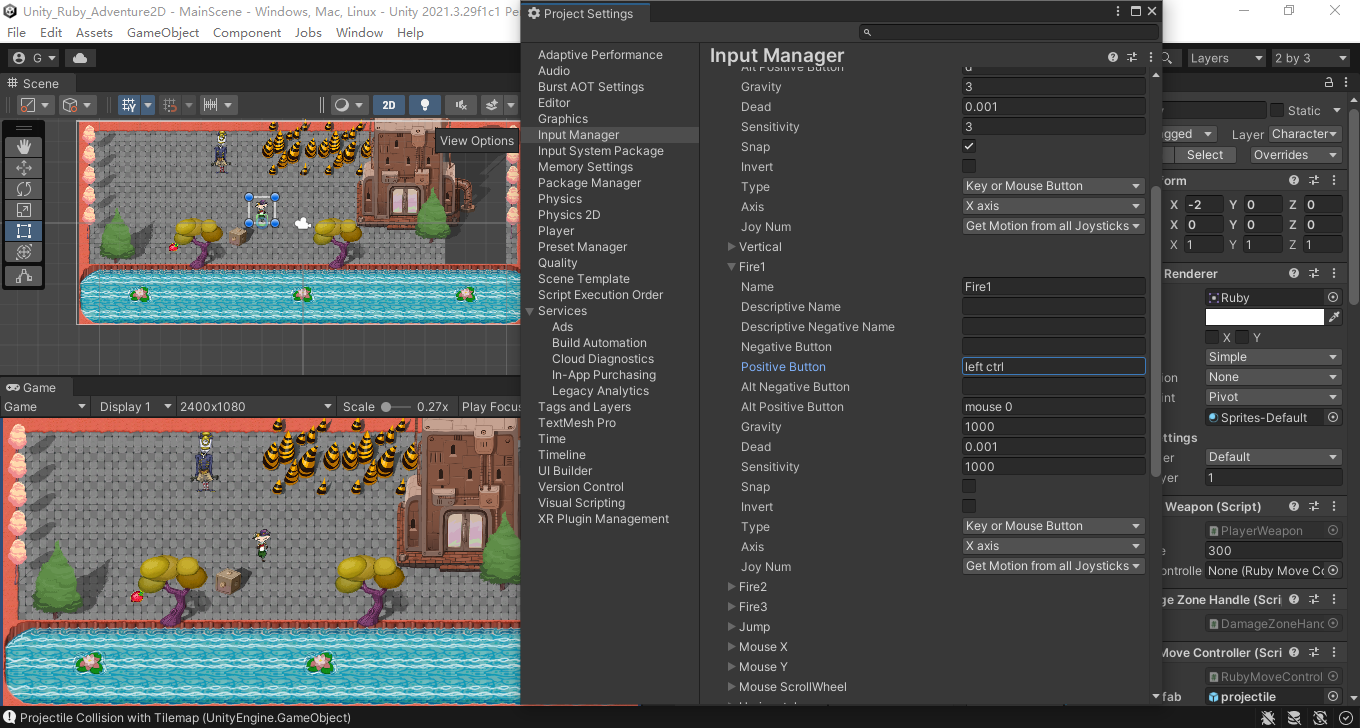 Unity_Ruby_Adventure2D - MainScene - Windows, Mac, Linux - Unity 2021.3.29f1c1 Pe
File Edit Assets GameObject Component Jobs Window Help
G
Layers
2 by 3
Scene
2D
View Options
Game
Game
Display 1
2400x1080
Scale
0.27x
Play Focus
Project Settings
Adaptive Performance
Audio
Burst AOT Settings
Editor
Graphics
Input Manager
Input System Package
Memory Settings
Package Manager
Physics
Physics 2D
Player
Preset Manager
Quality
Scene Template
Script Execution Order
Services
Ads
Build Automation
Cloud Diagnostics
In-App Purchasing
Legacy Analytics
Tags and Layers
TextMesh Pro
Time
Timeline
UI Builder
Version Control
Visual Scripting
XR Plugin Management
Input Manager
Alt Positive Button d
Gravity 3
Dead 0.001
Sensitivity 3
Snap
Invert
Type Key or Mouse Button
Axis X axis
Joy Num Get Motion from all Joysticks
Vertical
Fire1
Name Fire1
Descriptive Name
Descriptive Negative Name
Negative Button
Positive Button left ctrl
Alt Negative Button
Alt Positive Button mouse 0
Gravity 1000
Dead 0.001
Sensitivity 1000
Snap
Invert
Type Key or Mouse Button
Axis X axis
Joy Num Get Motion from all Joysticks
Fire2
Fire3
Jump
Mouse X
Mouse Y
Mouse ScrollWheel
Static
gged Layer Character
Select Overrides
form
X -2 Y 0 Z 0
X 0 Y 0 Z 0
X 1 Y 1 Z 1
Renderer
Ruby
X Y
Simple
ion None
nt Pivot
Sprites-Default
ttings
er Default
yer 1
Weapon (Script)
PlayerWeapon
e 300
Controlle None (Ruby Move Co
ge Zone Handle (Scri
DamageZoneHand
Move Controller (Scri
RubyMoveControl
fab projectile
Projectile Collision with Tilemap (UnityEngine.GameObject)